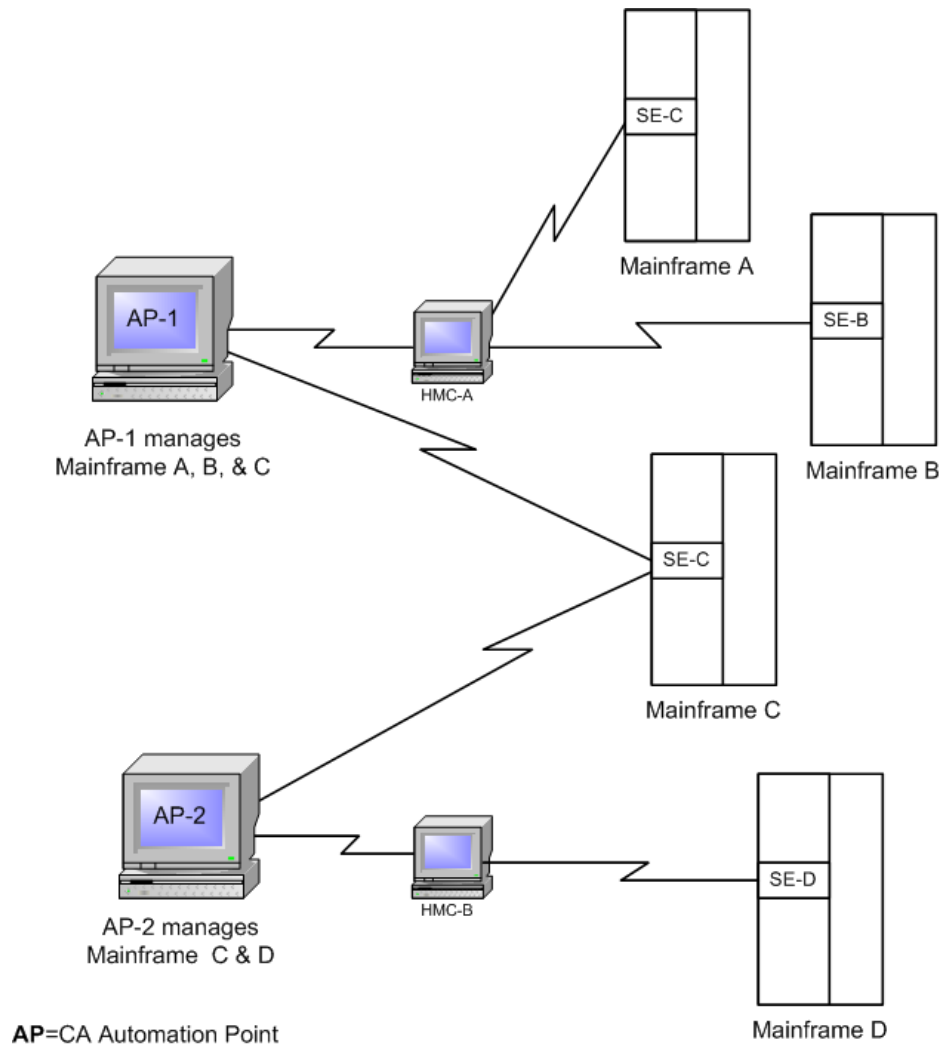 SE-C
Mainframe A
AP-1
SE-B
HMC-A
AP-1 manages
Mainframe A, B, & C
Mainframe B
SE-C
Mainframe C
AP-2
SE-D
HMC-B
AP-2 manages
Mainframe C & D
AP=CA Automation Point
Mainframe D